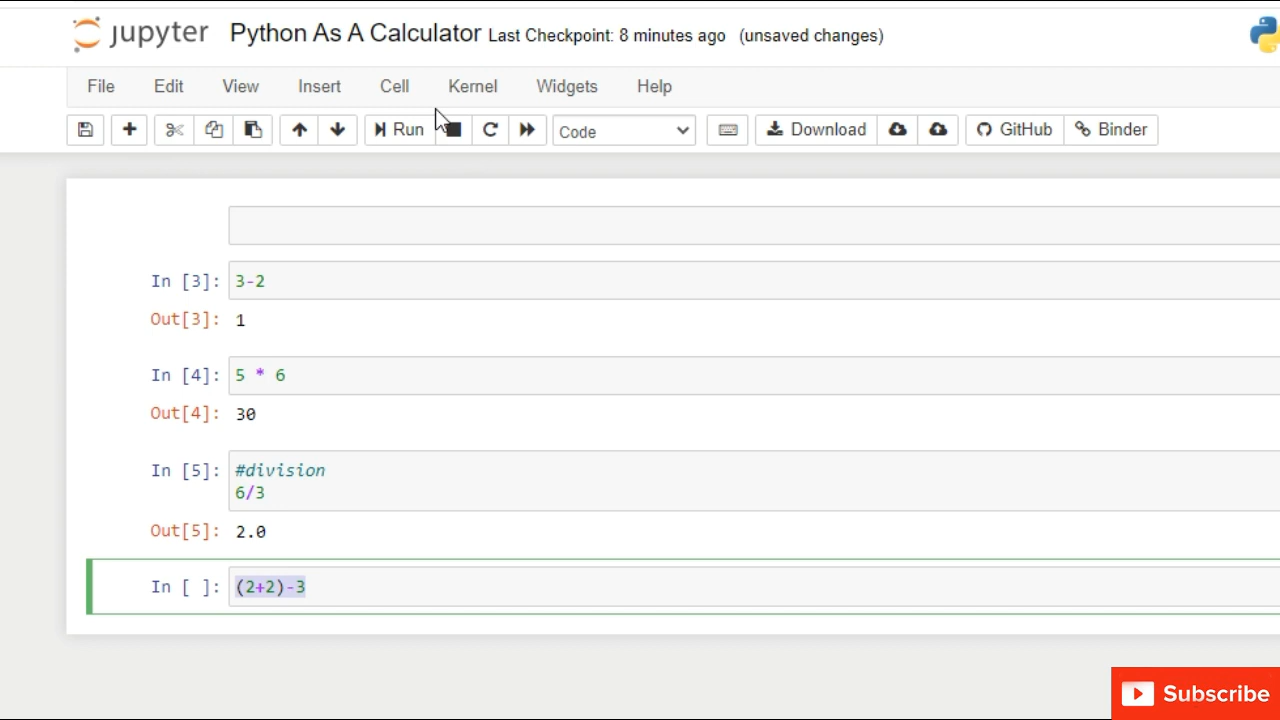 jupyter Python As A Calculator Last Checkpoint: 8 minutes ago (unsaved changes)
File Edit View Insert Cell Kernel Widgets Help
Run Code Download GitHub Binder
In [3]: 3-2
Out[3]: 1
In [4]: 5 * 6
Out[4]: 30
In [5]: #division
6/3
Out[5]: 2.0
In [ ]: (2+2)-3
Subscribe